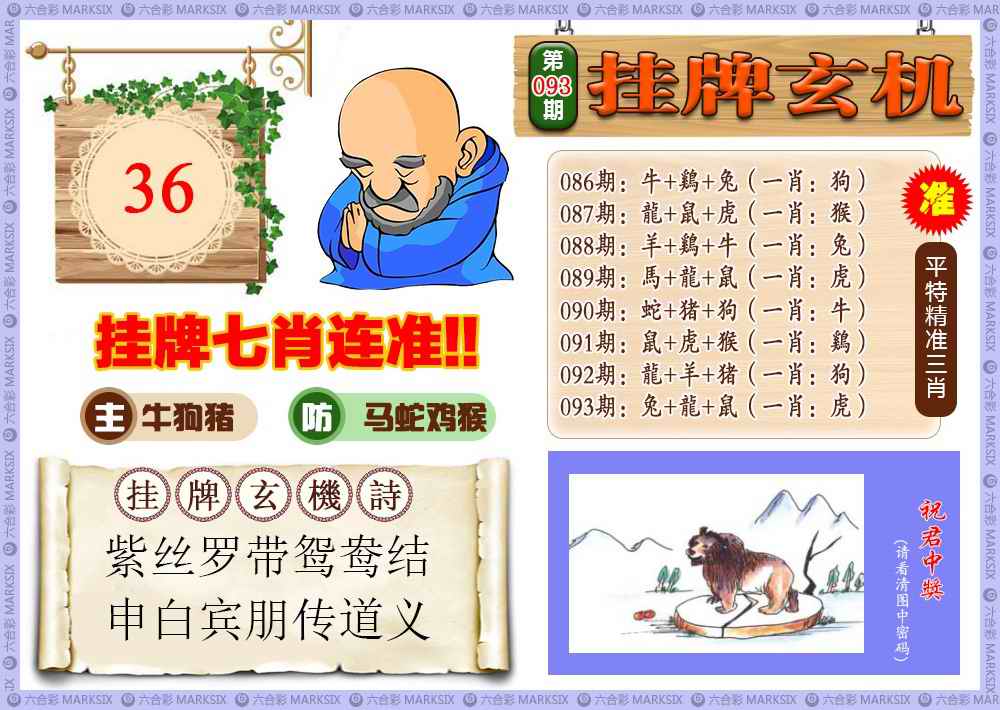 六合彩 MARKSIX
第093期
挂牌玄机
36
086期：牛+鷄+兔（一肖：狗）
087期：龍+鼠+虎（一肖：猴）
088期：羊+鷄+牛（一肖：兔）
089期：馬+龍+鼠（一肖：虎）
090期：蛇+猪+狗（一肖：牛）
091期：鼠+虎+猴（一肖：鷄）
092期：龍+羊+猪（一肖：狗）
093期：兔+龍+鼠（一肖：虎）
准
平特精准三肖
挂牌七肖连准!!
主 牛狗猪
防 马蛇鸡猴
挂牌玄機詩
紫丝罗带鸳鸯结
申白宾朋传道义
祝君中獎
（请看清图中密码）